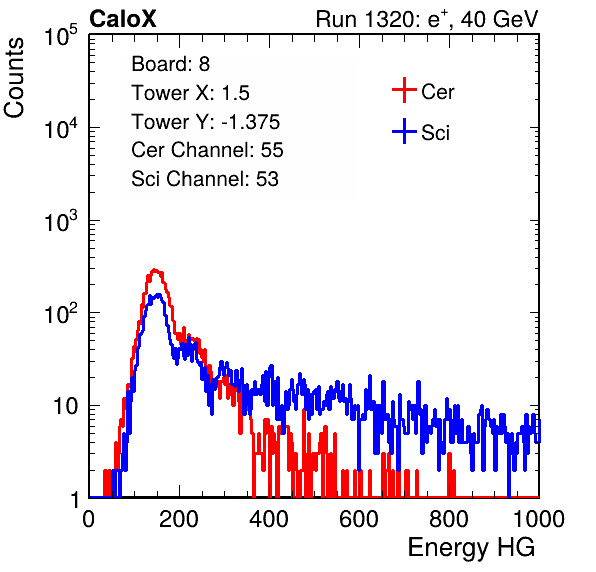 CaloX Run 1320: e⁺, 40 GeV
10⁵
Counts
Board: 8
Tower X: 1.5
Tower Y: -1.375
Cer Channel: 55
Sci Channel: 53
Cer
Sci
10⁴
10³
10²
10
1
0 200 400 600 800 1000
Energy HG